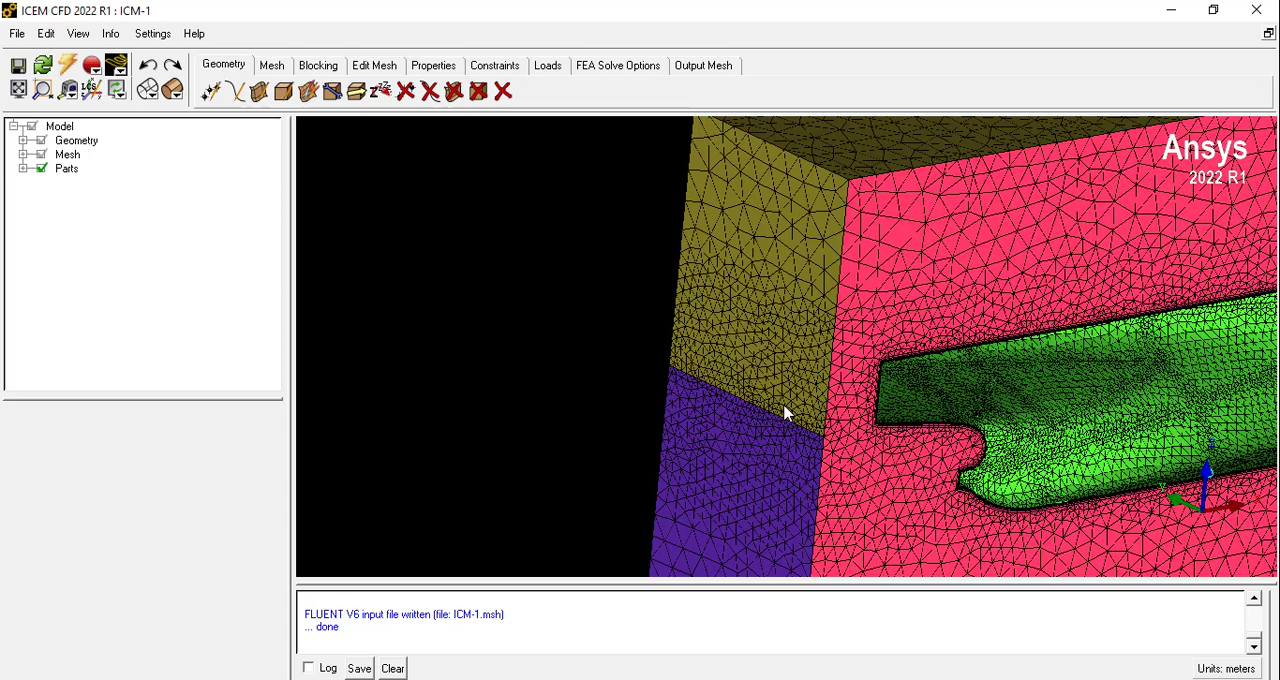 ICEM CFD 2022 R1 : ICM-1
File Edit View Info Settings Help
Geometry Mesh Blocking Edit Mesh Properties Constraints Loads FEA Solve Options Output Mesh
Model
Geometry
Mesh
Parts
Ansys
2022 R1
FLUENT V6 input file written (file: ICM-1.msh)
... done
Log Save Clear
Units: meters